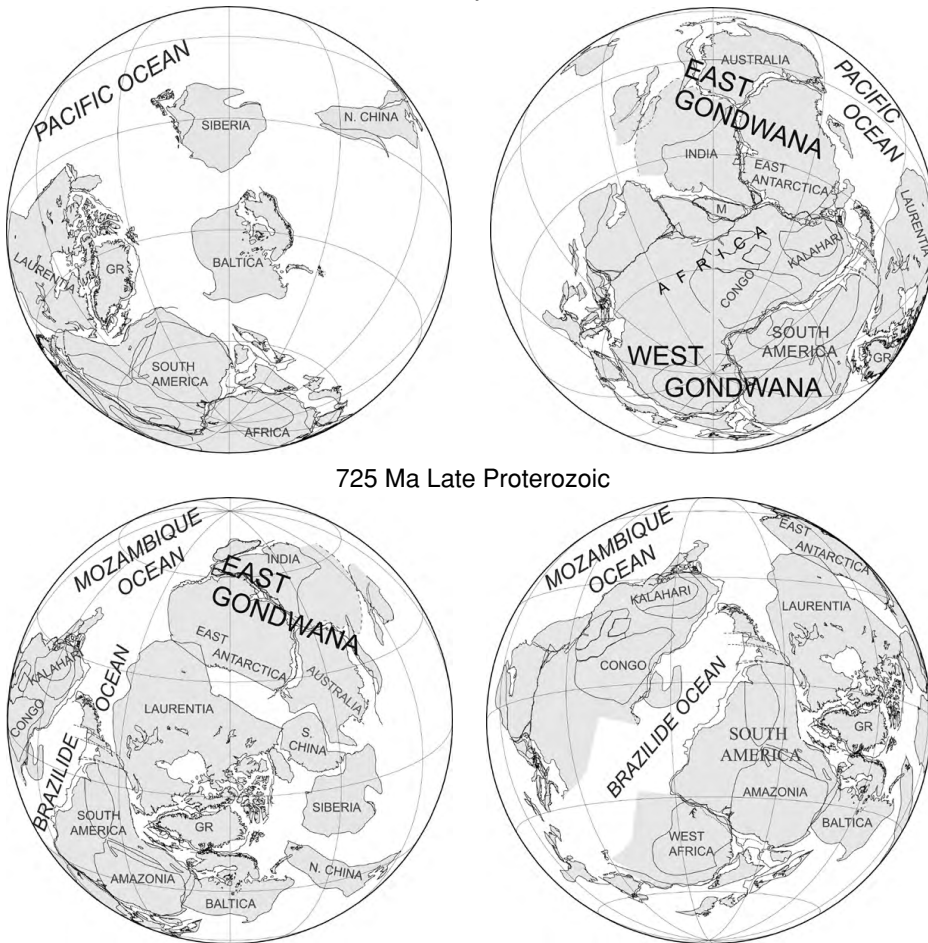 PACIFIC OCEAN
SIBERIA
N. CHINA
LAURENTIA
GR
BALTICA
SOUTH
AMERICA
AFRICA
AUSTRALIA
EAST
GONDWANA
PACIFIC
OCEAN
INDIA
EAST
ANTARCTICA
M
AFRICA
CONGO
KALAHARI
LAURENTIA
SOUTH
AMERICA
GR
WEST
GONDWANA
725 Ma Late Proterozoic
MOZAMBIQUE
OCEAN
INDIA
EAST
GONDWANA
EAST
ANTARCTICA
AUSTRALIA
KALAHARI
CONGO
BRAZILIDE OCEAN
LAURENTIA
S.
CHINA
SIBERIA
SOUTH
AMERICA
GR
AMAZONIA
BALTICA
N. CHINA
MOZAMBIQUE
OCEAN
EAST
ANTARCTICA
KALAHARI
LAURENTIA
CONGO
BRAZILIDE OCEAN
SOUTH
AMERICA
GR
AMAZONIA
BALTICA
WEST
AFRICA